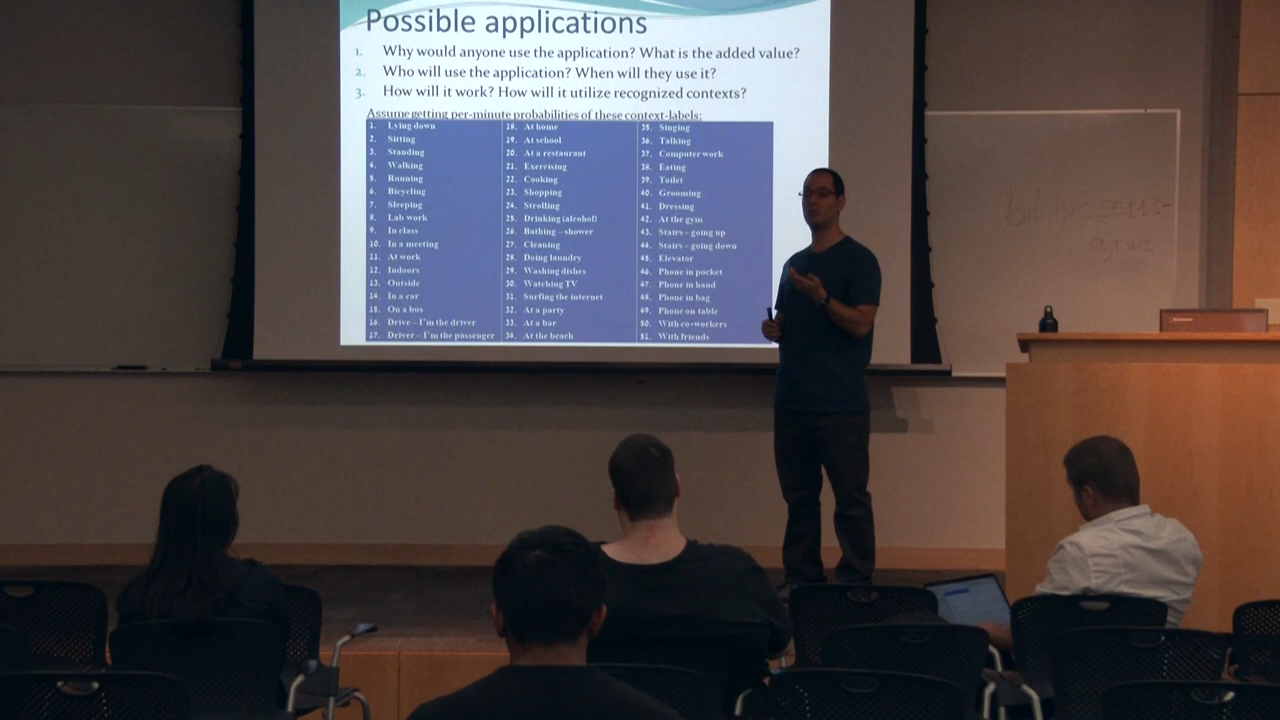 Possible applications
1. Why would anyone use the application? What is the added value?
2. Who will use the application? When will they use it?
3. How will it work? How will it utilize recognized contexts?
Assume getting per-minute probabilities of these context-labels:
1. Lying down
2. Sitting
3. Standing
4. Walking
5. Running
6. Bicycling
7. Sleeping
8. Lab work
9. In class
10. In a meeting
11. At work
12. Indoors
13. Outside
14. In a car
15. On a bus
16. Drive – I'm the driver
17. Driver – I'm the passenger
18. At home
19. At school
20. At a restaurant
21. Exercising
22. Cooking
23. Shopping
24. Strolling
25. Drinking (alcohol)
26. Bathing – shower
27. Cleaning
28. Doing laundry
29. Washing dishes
30. Watching TV
31. Surfing the internet
32. At a party
33. At a bar
34. At the beach
35. Singing
36. Talking
37. Computer work
38. Eating
39. Toilet
40. Grooming
41. Dressing
42. At the gym
43. Stairs – going up
44. Stairs – going down
45. Elevator
46. Phone in pocket
47. Phone in hand
48. Phone in bag
49. Phone on table
50. With co-workers
51. With friends